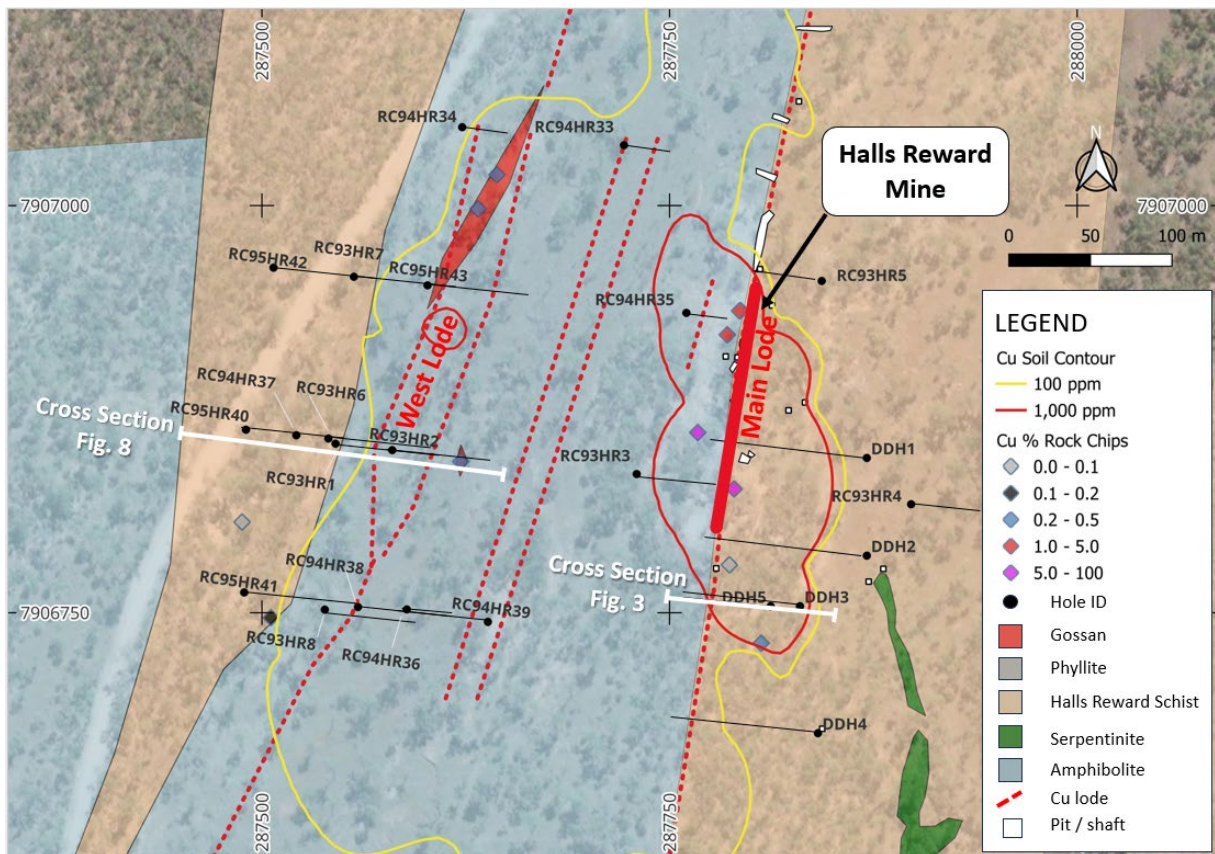 287500
287750
288000
7907000
7907000
RC94HR34
RC94HR33
Halls Reward
Mine
N
0 50 100 m
RC95HR42
RC93HR7
RC95HR43
RC93HR5
RC94HR35
West Lode
Main Lode
RC94HR37
RC93HR6
RC95HR40
RC93HR2
Cross Section
Fig. 8
RC93HR1
RC93HR3
DDH1
RC93HR4
DDH2
RC94HR38
RC95HR41
RC94HR39
Cross Section
Fig. 3
DDH5
DDH3
7906750
RC93HR8
RC94HR36
DDH4
287500
287750
LEGEND
Cu Soil Contour
100 ppm
1,000 ppm
Cu % Rock Chips
0.0 - 0.1
0.1 - 0.2
0.2 - 0.5
1.0 - 5.0
5.0 - 100
Hole ID
Gossan
Phyllite
Halls Reward Schist
Serpentinite
Amphibolite
Cu lode
Pit / shaft